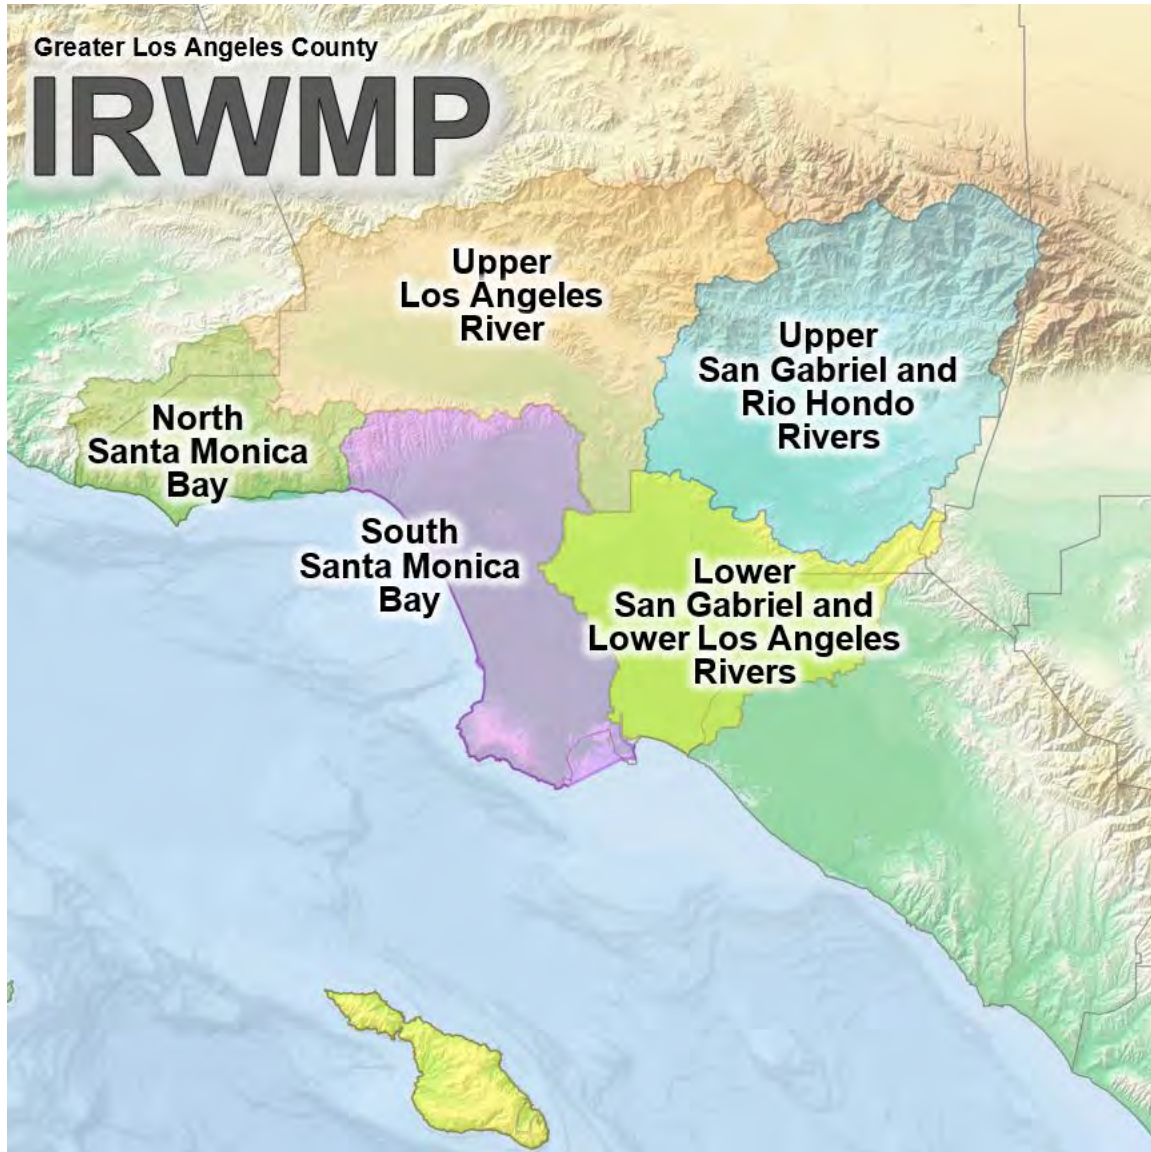 Greater Los Angeles County
IRWMP
Upper
Los Angeles
River
Upper
San Gabriel and
Rio Hondo
Rivers
North
Santa Monica
Bay
South
Santa Monica
Bay
Lower
San Gabriel and
Lower Los Angeles
Rivers